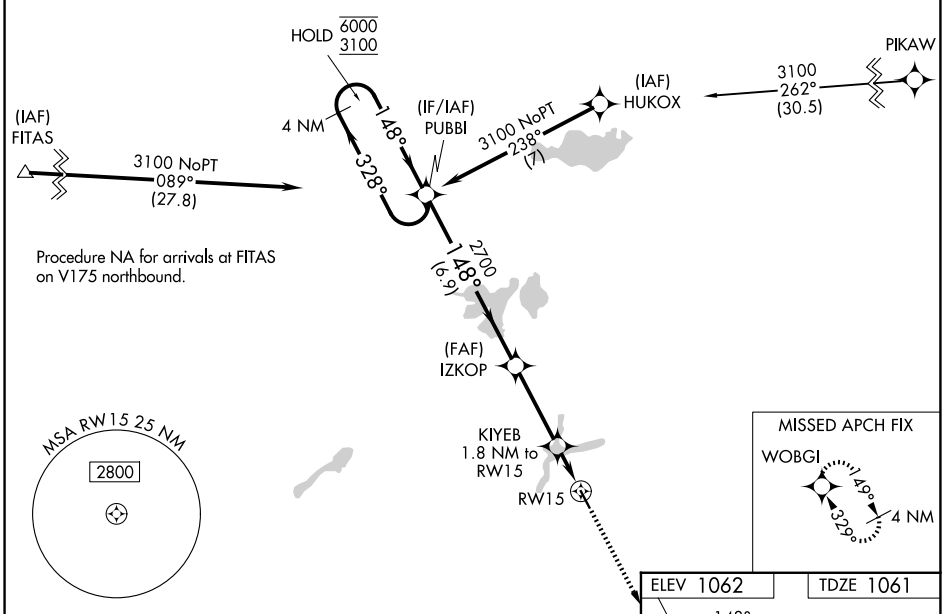 HOLD 6000
3100
PIKAW
3100
262°
(30.5)
(IAF)
HUKOX
(IF/IAF)
PUBBI
3100 NoPT
238°
(7)
4 NM
148°
328°
(IAF)
FITAS
3100 NoPT
089°
(27.8)
Procedure NA for arrivals at FITAS
on V175 northbound.
2700
148°
(6.9)
(FAF)
IZKOP
KIYEB
1.8 NM to
RW15
RW15
MSA RW15 25 NM
2800
MISSED APCH FIX
WOBGI
149°
329°
4 NM
ELEV 1062
TDZE 1061